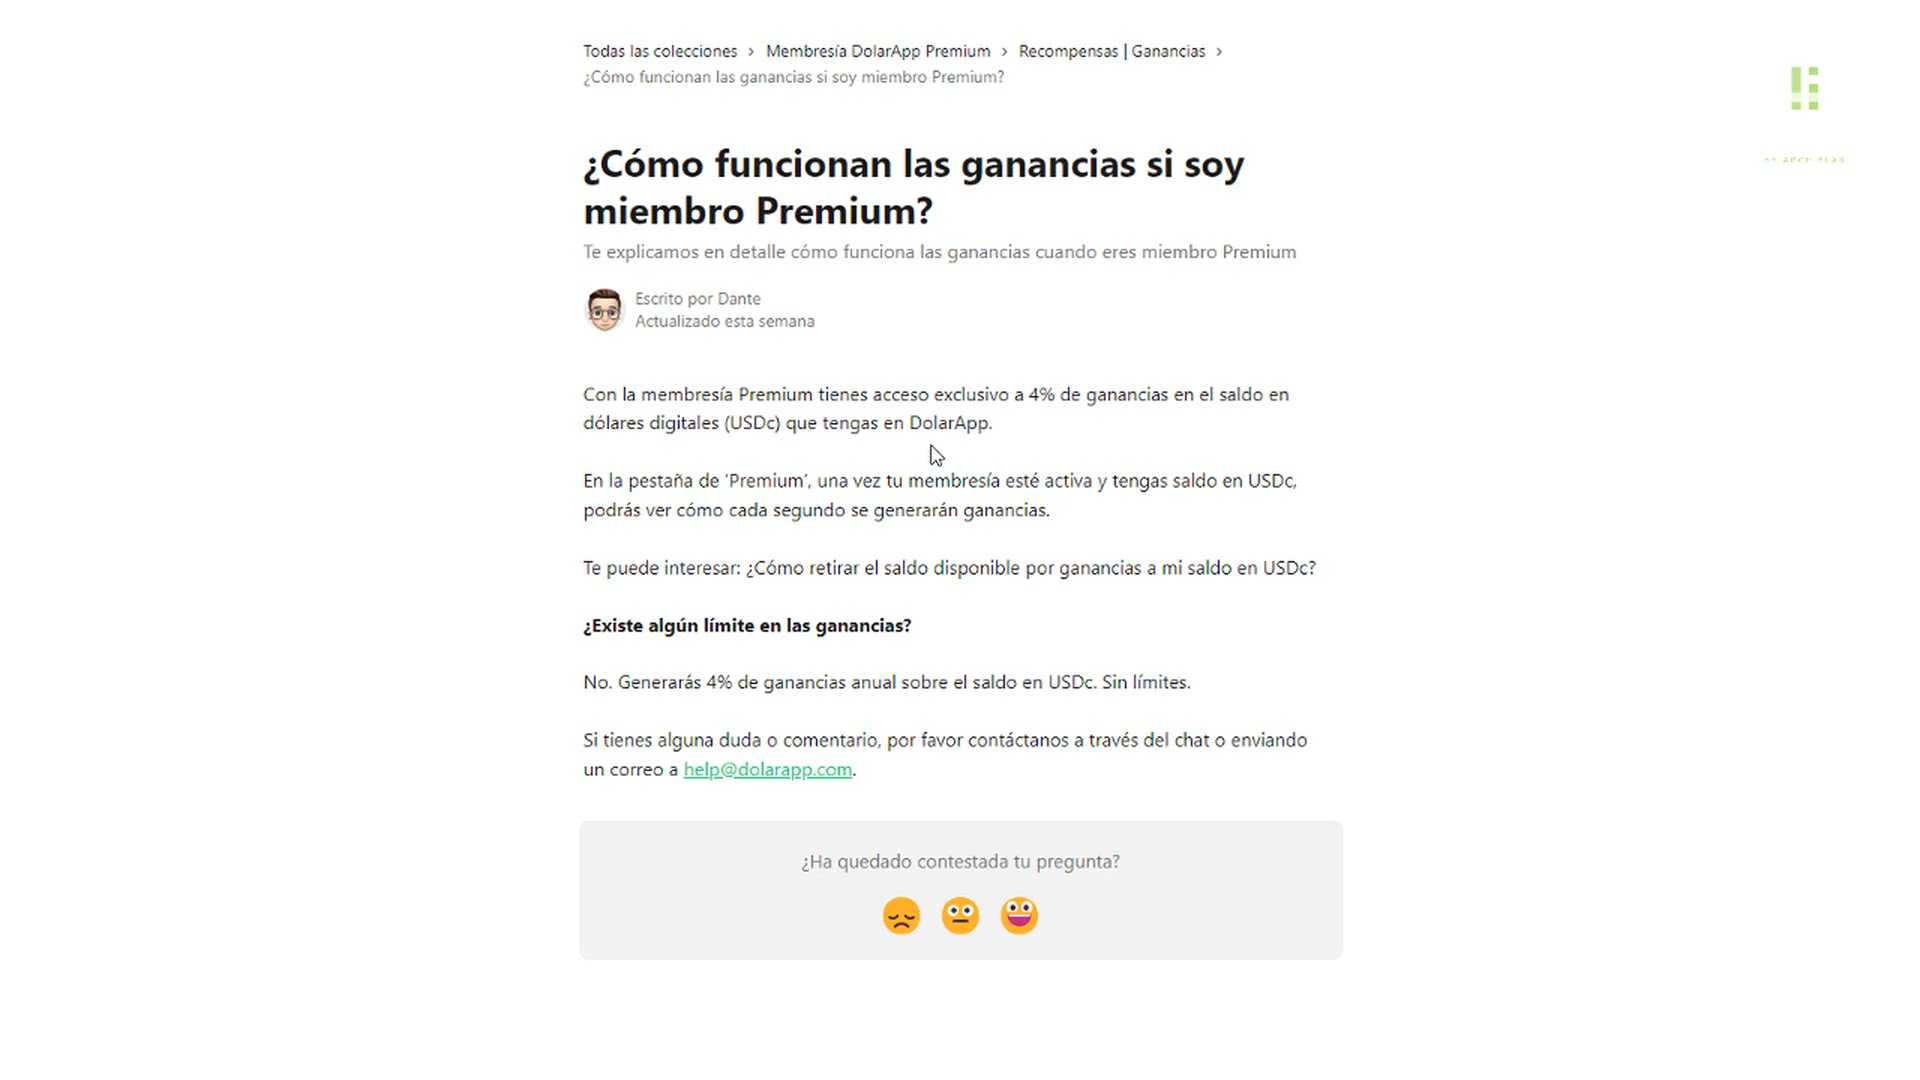 Todas las colecciones > Membresía DolarApp Premium > Recompensas | Ganancias >
¿Cómo funcionan las ganancias si soy miembro Premium?
¿Cómo funcionan las ganancias si soy
miembro Premium?
Te explicamos en detalle cómo funciona las ganancias cuando eres miembro Premium
Escrito por Dante
Actualizado esta semana
Con la membresía Premium tienes acceso exclusivo a 4% de ganancias en el saldo en
dólares digitales (USDc) que tengas en DolarApp.
En la pestaña de ‘Premium’, una vez tu membresía esté activa y tengas saldo en USDc,
podrás ver cómo cada segundo se generarán ganancias.
Te puede interesar: ¿Cómo retirar el saldo disponible por ganancias a mi saldo en USDc?
¿Existe algún límite en las ganancias?
No. Generarás 4% de ganancias anual sobre el saldo en USDc. Sin límites.
Si tienes alguna duda o comentario, por favor contáctanos a través del chat o enviando
un correo a help@dolarapp.com.
¿Ha quedado contestada tu pregunta?